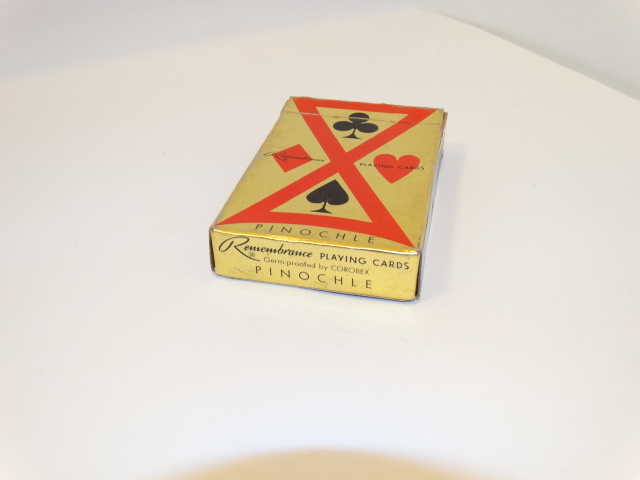 Remembrance PLAYING CARDS
PINOCHLE
Remembrance PLAYING CARDS
®
Germ-proofed by COROBEX
PINOCHLE